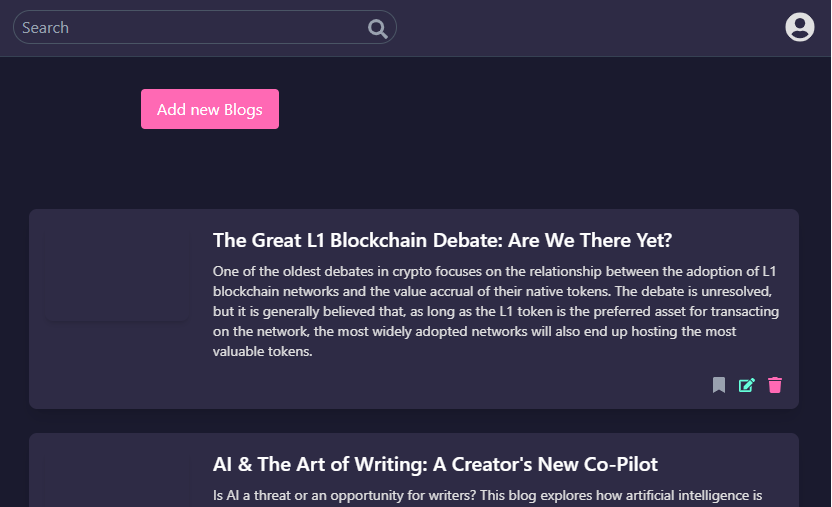 Search
Add new Blogs
The Great L1 Blockchain Debate: Are We There Yet?
One of the oldest debates in crypto focuses on the relationship between the adoption of L1
blockchain networks and the value accrual of their native tokens. The debate is unresolved,
but it is generally believed that, as long as the L1 token is the preferred asset for transacting
on the network, the most widely adopted networks will also end up hosting the most
valuable tokens.
AI & The Art of Writing: A Creator's New Co-Pilot
Is AI a threat or an opportunity for writers? This blog explores how artificial intelligence is